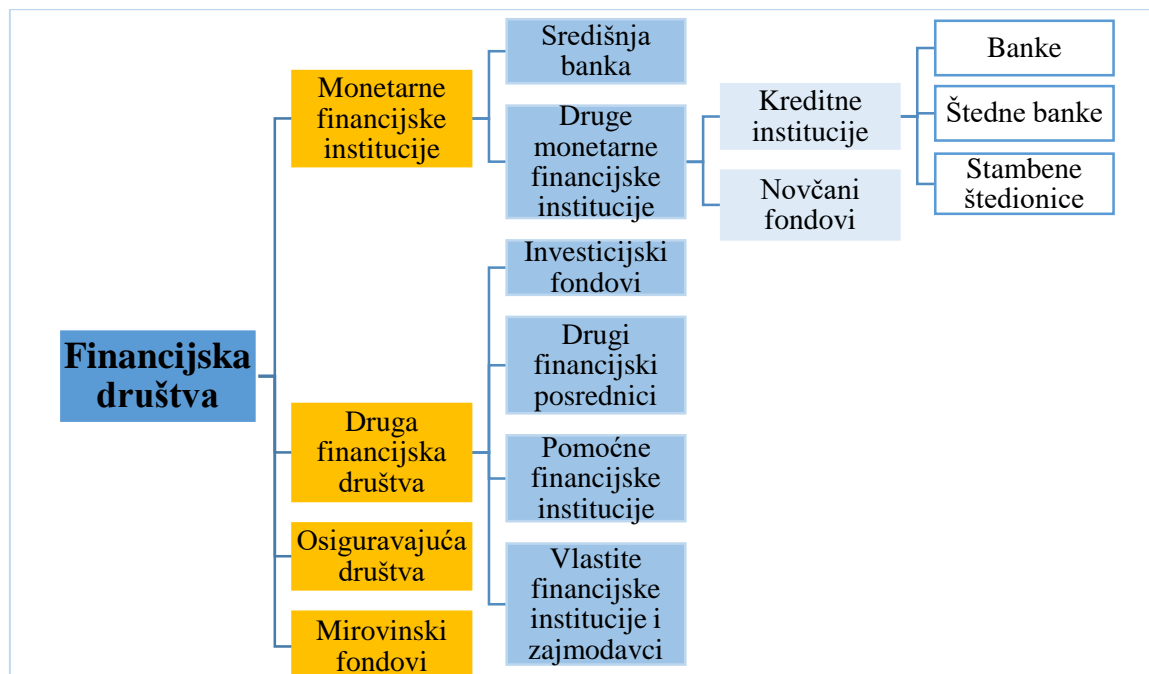 Financijska
društva
Monetarne
financijske
institucije
Središnja
banka
Druge
monetarne
financijske
institucije
Kreditne
institucije
Banke
Štedne banke
Stambene
štedionice
Novčani
fondovi
Druga
financijska
društva
Investicijski
fondovi
Drugi
financijski
posrednici
Pomoćne
financijske
institucije
Vlastite
financijske
institucije i
zajmodavci
Osiguravajuća
društva
Mirovinski
fondovi